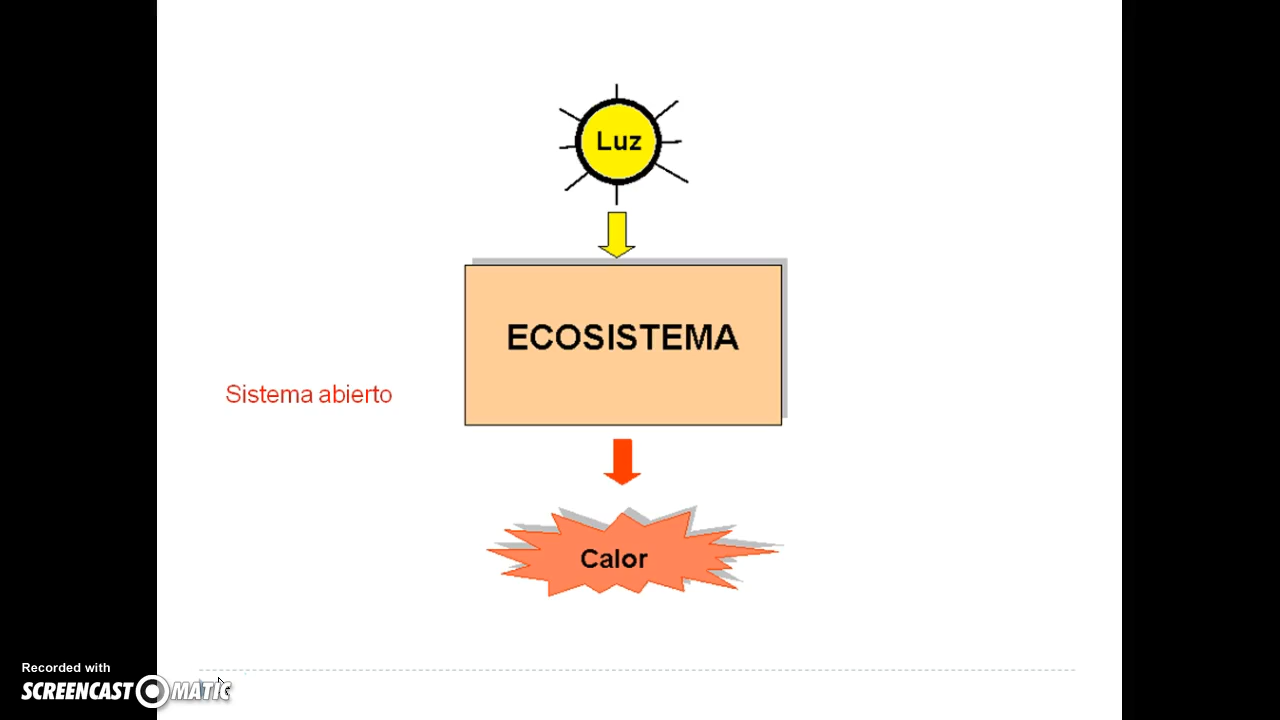 Luz
ECOSISTEMA
Sistema abierto
Calor
Recorded with
SCREENCAST MATIC